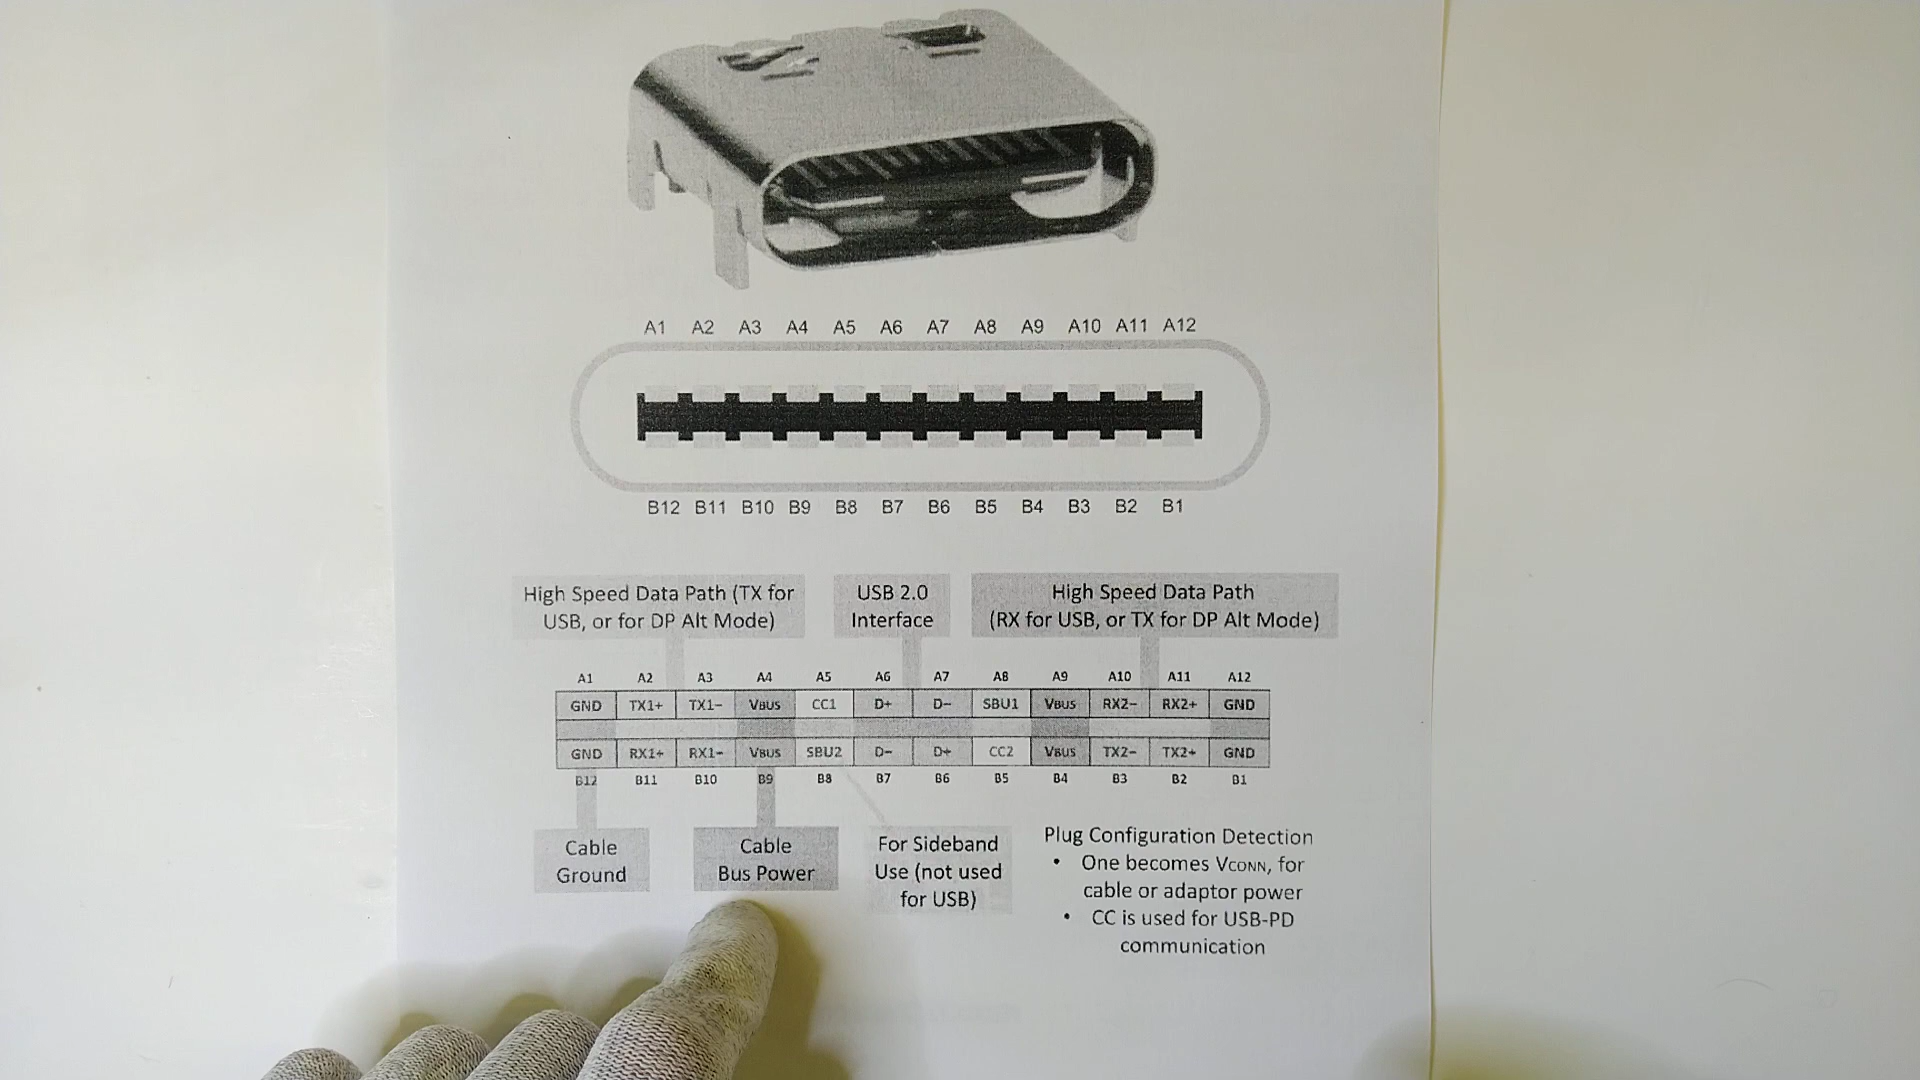 A1 A2 A3 A4 A5 A6 A7 A8 A9 A10 A11 A12
B12 B11 B10 B9 B8 B7 B6 B5 B4 B3 B2 B1
High Speed Data Path (TX for
USB, or for DP Alt Mode)
USB 2.0
Interface
High Speed Data Path
(RX for USB, or TX for DP Alt Mode)
A1 A2 A3 A4 A5 A6 A7 A8 A9 A10 A11 A12
GND TX1+ TX1− VBUS CC1 D+ D− SBU1 VBUS RX2− RX2+ GND
GND RX1+ RX1− VBUS SBU2 D− D+ CC2 VBUS TX2− TX2+ GND
B12 B11 B10 B9 B8 B7 B6 B5 B4 B3 B2 B1
Cable
Ground
Cable
Bus Power
For Sideband
Use (not used
for USB)
Plug Configuration Detection
• One becomes VCONN, for
cable or adaptor power
• CC is used for USB-PD
communication